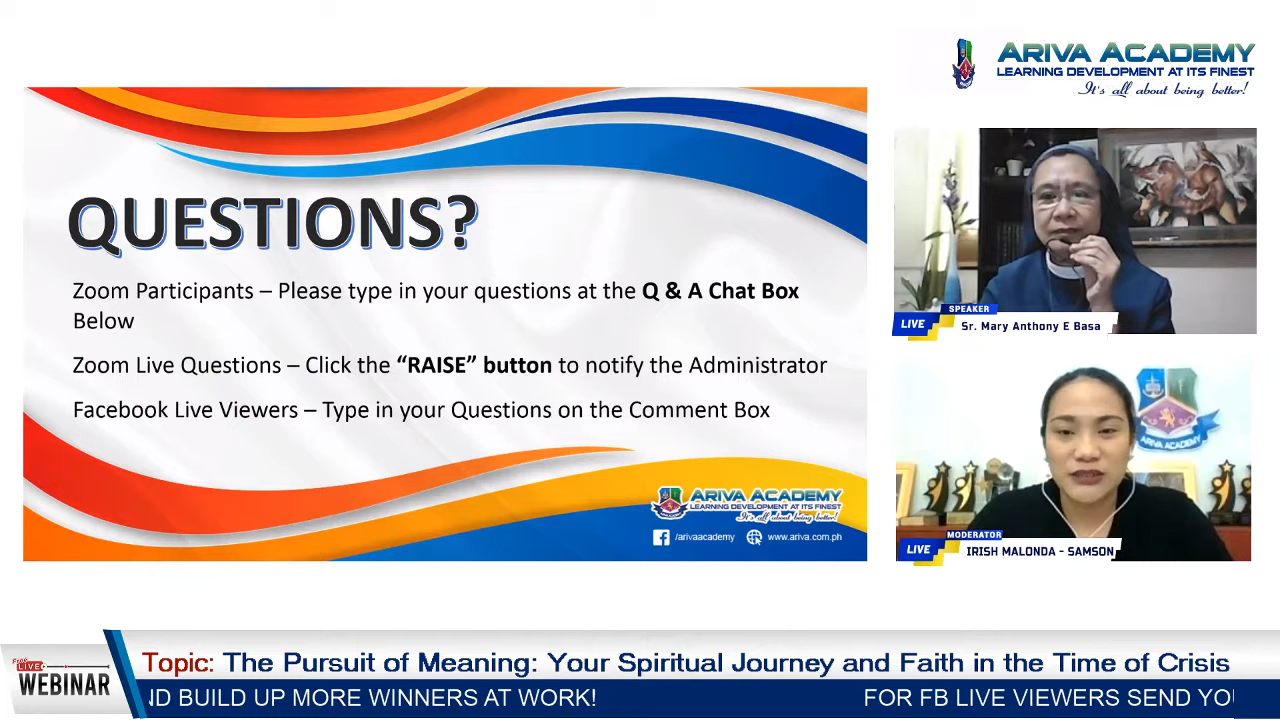 ARIVA ACADEMY
LEARNING DEVELOPMENT AT ITS FINEST
It's all about being better!
QUESTIONS?
Zoom Participants – Please type in your questions at the Q & A Chat Box
Below
Zoom Live Questions – Click the “RAISE” button to notify the Administrator
Facebook Live Viewers – Type in your Questions on the Comment Box
ARIVA ACADEMY
LEARNING DEVELOPMENT AT ITS FINEST
It's all about being better!
/arivaacademy www.ariva.com.ph
SPEAKER
LIVE Sr. Mary Anthony E Basa
ARIVA ACADEMY
MODERATOR
LIVE IRISH MALONDA - SAMSON
FREE LIVE
WEBINAR
Topic: The Pursuit of Meaning: Your Spiritual Journey and Faith in the Time of Crisis
ND BUILD UP MORE WINNERS AT WORK! FOR FB LIVE VIEWERS SEND YOU